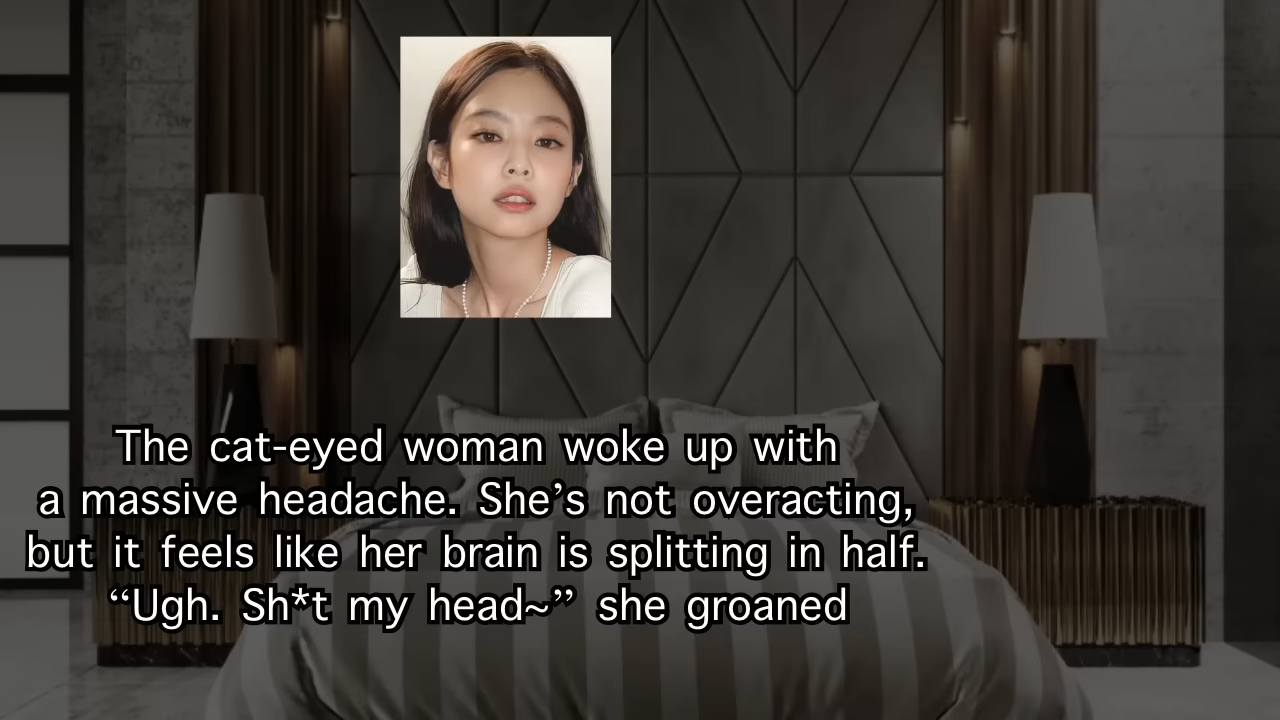 The cat-eyed woman woke up with
a massive headache. She’s not overacting,
but it feels like her brain is splitting in half.
“Ugh. Sh*t my head~” she groaned